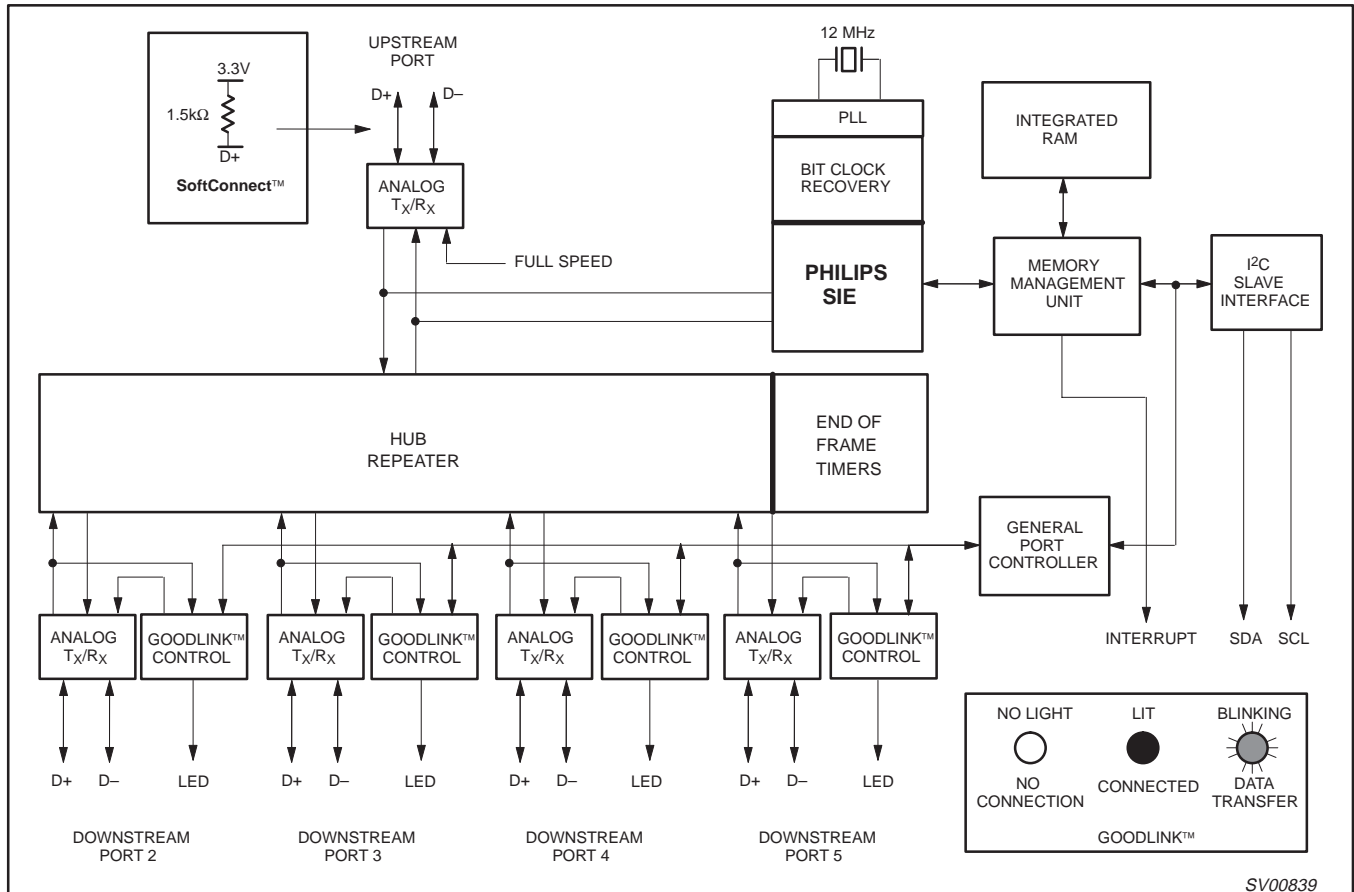 UPSTREAM
PORT
12 MHz
3.3V
1.5kΩ
D+
SoftConnect™
D+
D–
ANALOG
TX/RX
FULL SPEED
PLL
BIT CLOCK
RECOVERY
PHILIPS
SIE
INTEGRATED
RAM
MEMORY
MANAGEMENT
UNIT
I2C
SLAVE
INTERFACE
HUB
REPEATER
END OF
FRAME
TIMERS
GENERAL
PORT
CONTROLLER
ANALOG
TX/RX
GOODLINK™
CONTROL
ANALOG
TX/RX
GOODLINK™
CONTROL
ANALOG
TX/RX
GOODLINK™
CONTROL
ANALOG
TX/RX
GOODLINK™
CONTROL
INTERRUPT
SDA
SCL
D+
D–
LED
D+
D–
LED
D+
D–
LED
D+
D–
LED
DOWNSTREAM
PORT 2
DOWNSTREAM
PORT 3
DOWNSTREAM
PORT 4
DOWNSTREAM
PORT 5
NO LIGHT
LIT
BLINKING
NO
CONNECTION
CONNECTED
DATA
TRANSFER
GOODLINK™
SV00839